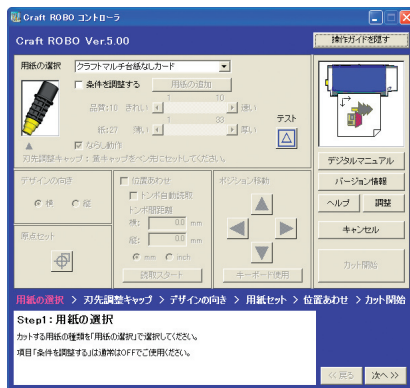 Craft ROBO コントローラ
Craft ROBO Ver.5.00
操作ガイドを隠す
用紙の選択 クラフトマルチ台紙なしカード
条件を調整する 用紙の追加
1 10
品質:10 きれい 速い
1 33
紙:27 薄い 厚い
テスト
ならし動作
刃先調整キャップ:黄キャップをペン先にセットしてください。
デジタルマニュアル
バージョン情報
ヘルプ 調整
キャンセル
カット開始
デザインの向き
横 縦
原点セット
位置あわせ
トンボ自動読取
トンボ間距離
横: 0.0 mm
縦: 0.0 mm
mm inch
読取スタート
ポジション移動
キーボード使用
用紙の選択 > 刃先調整キャップ > デザインの向き > 用紙セット > 位置あわせ > カット開始
Step1:用紙の選択
カットする用紙の種類を「用紙の選択」で選択してください。
項目「条件を調整する」は通常はOFFでご使用ください。
<<戻る 次へ>>